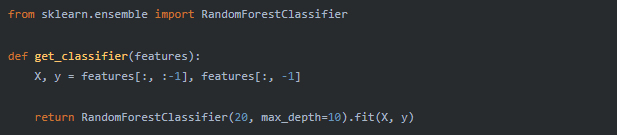 from sklearn.ensemble import RandomForestClassifier
def get_classifier(features):
    X, y = features[:, :-1], features[:, -1]
    return RandomForestClassifier(20, max_depth=10).fit(X, y)